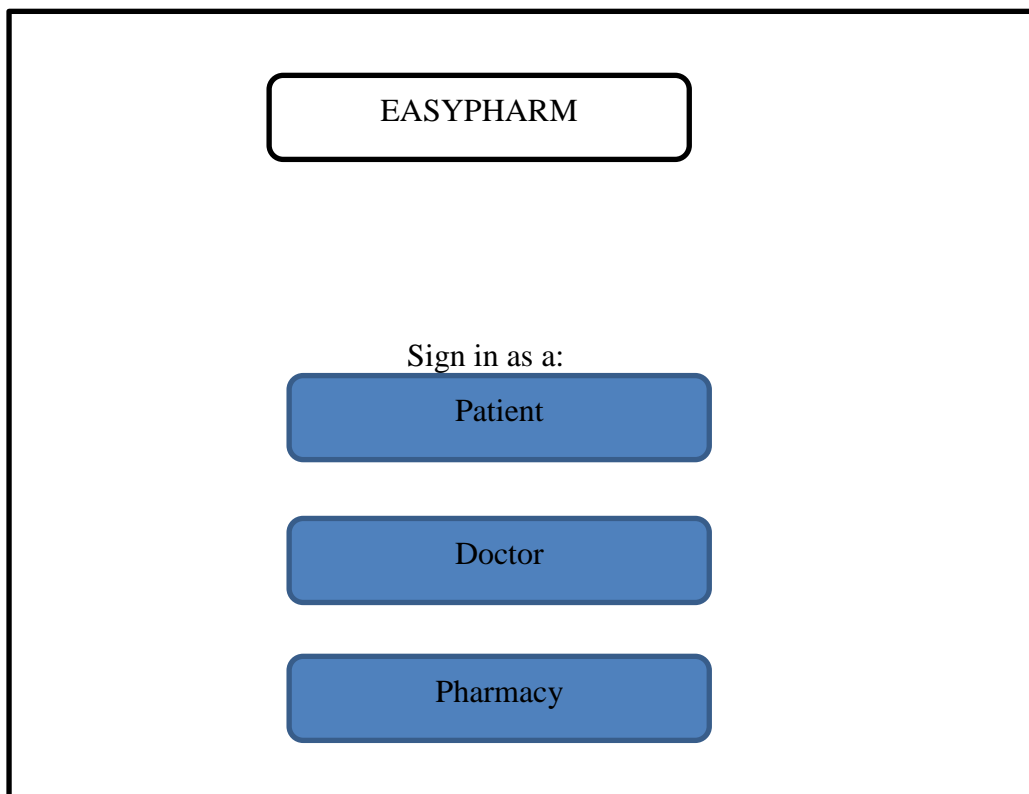 EASYPHARM
Sign in as a:
Patient
Doctor
Pharmacy